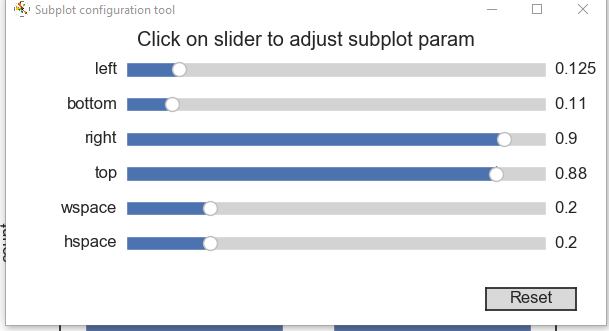 Subplot configuration tool
Click on slider to adjust subplot param
left 0.125
bottom 0.11
right 0.9
top 0.88
wspace 0.2
hspace 0.2
count
Reset